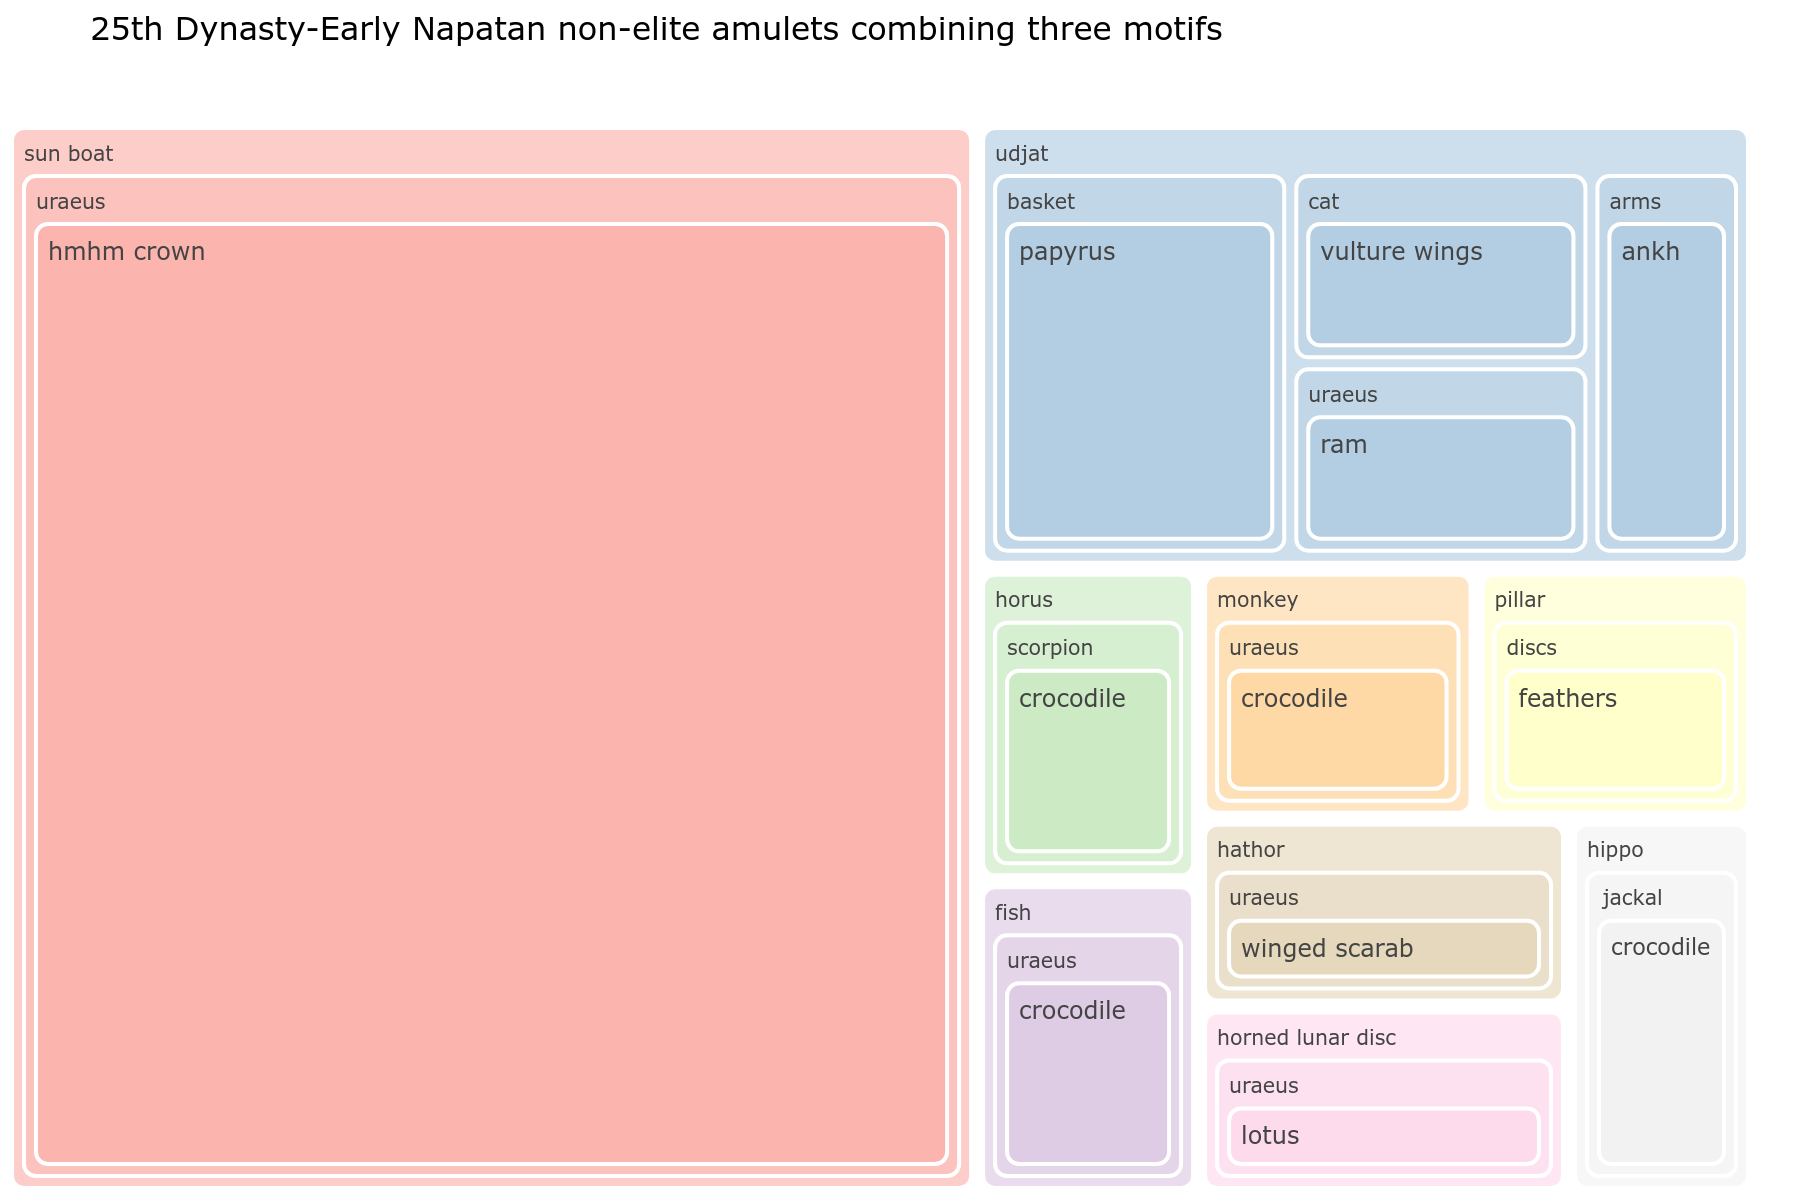 25th Dynasty-Early Napatan non-elite amulets combining three motifs
sun boat
uraeus
hmhm crown
udjat
basket
papyrus
cat
vulture wings
uraeus
ram
arms
ankh
horus
scorpion
crocodile
monkey
uraeus
crocodile
pillar
discs
feathers
fish
uraeus
crocodile
hathor
uraeus
winged scarab
horned lunar disc
uraeus
lotus
hippo
jackal
crocodile